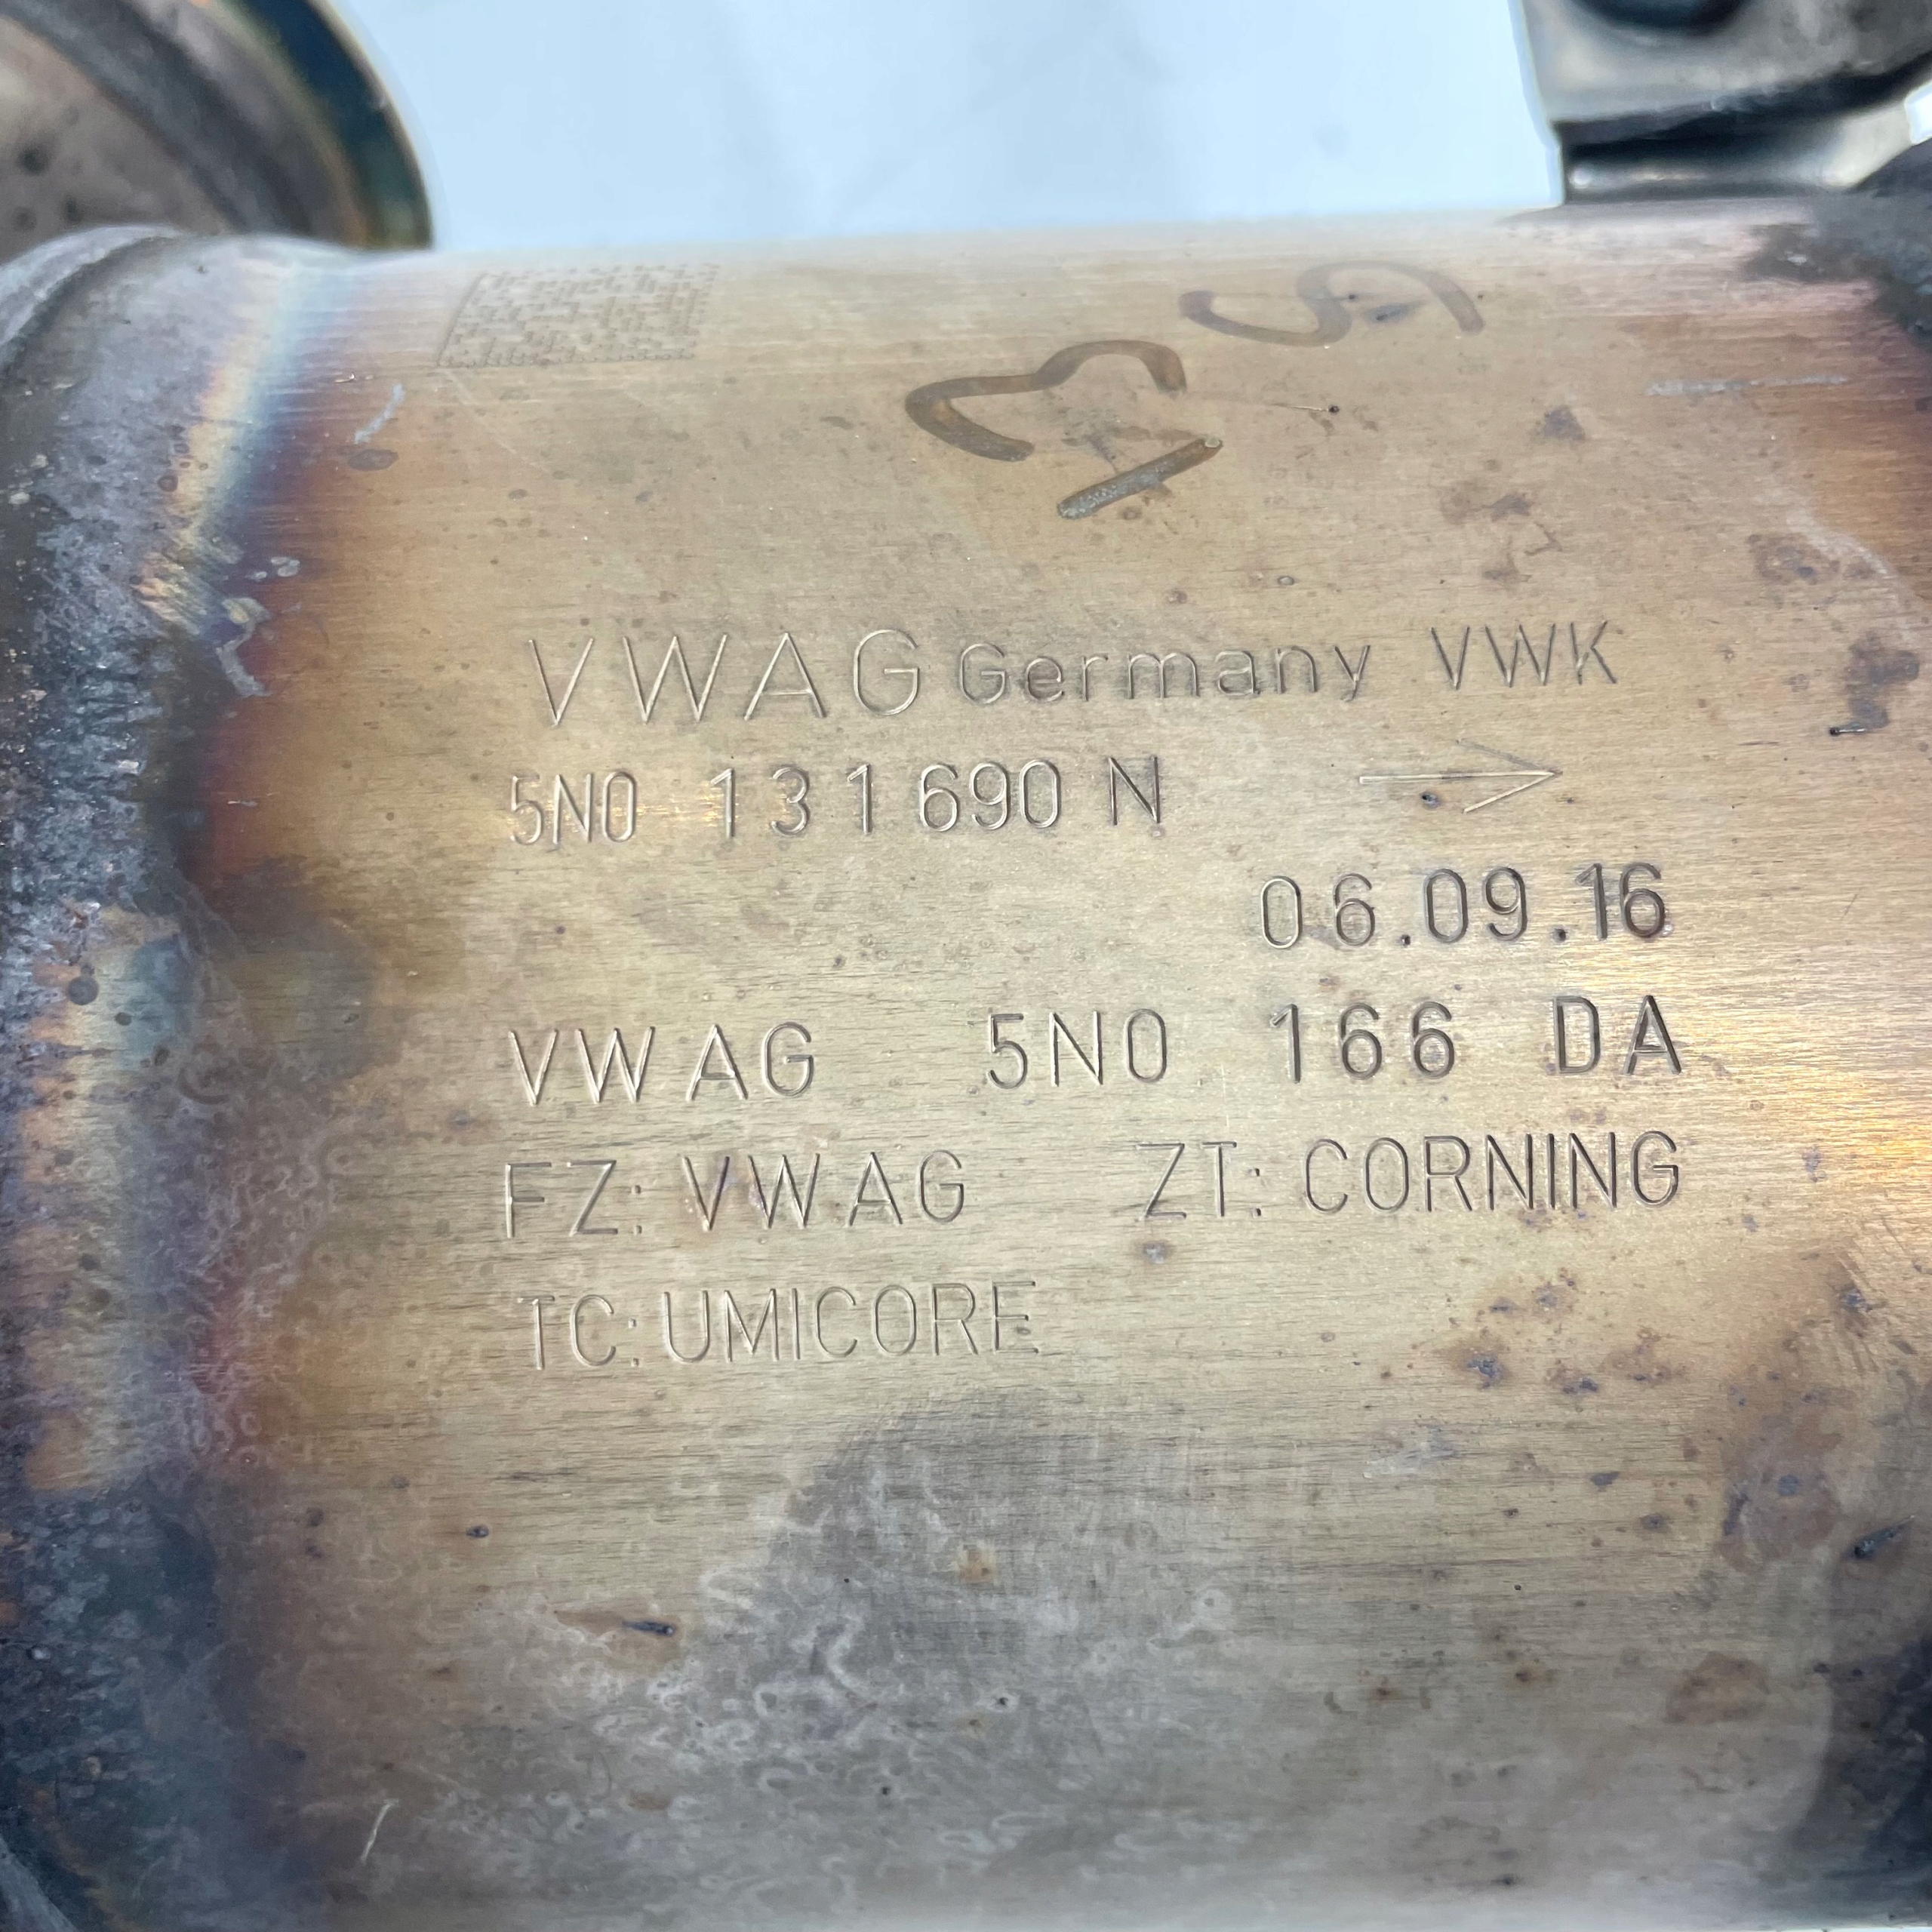 VWAG Germany VWK
5N0 131 690 N
06.09.16
VWAG 5N0 166 DA
FZ: VWAG ZT: CORNING
TC: UMICORE